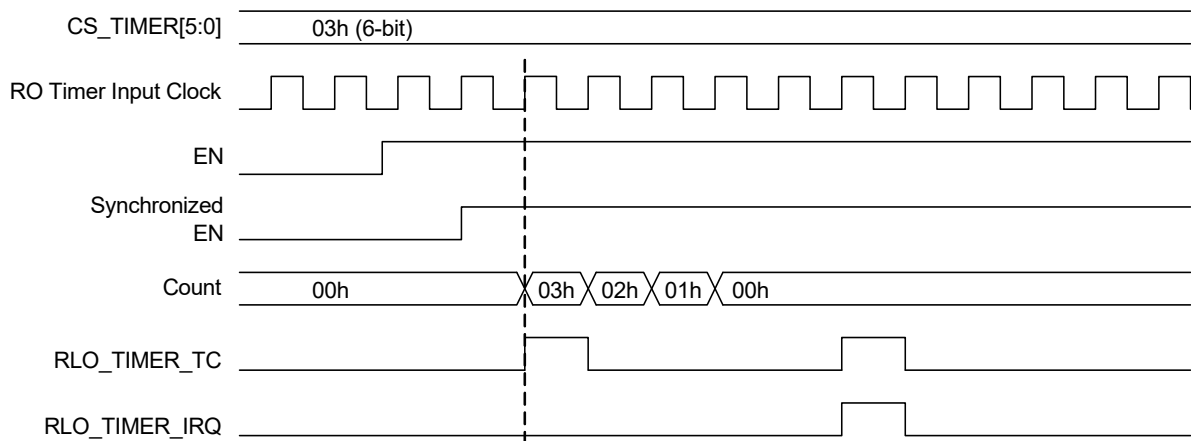 CS_TIMER[5:0] 03h (6-bit)
RO Timer Input Clock
EN
Synchronized
EN
Count 00h 03h 02h 01h 00h
RLO_TIMER_TC
RLO_TIMER_IRQ